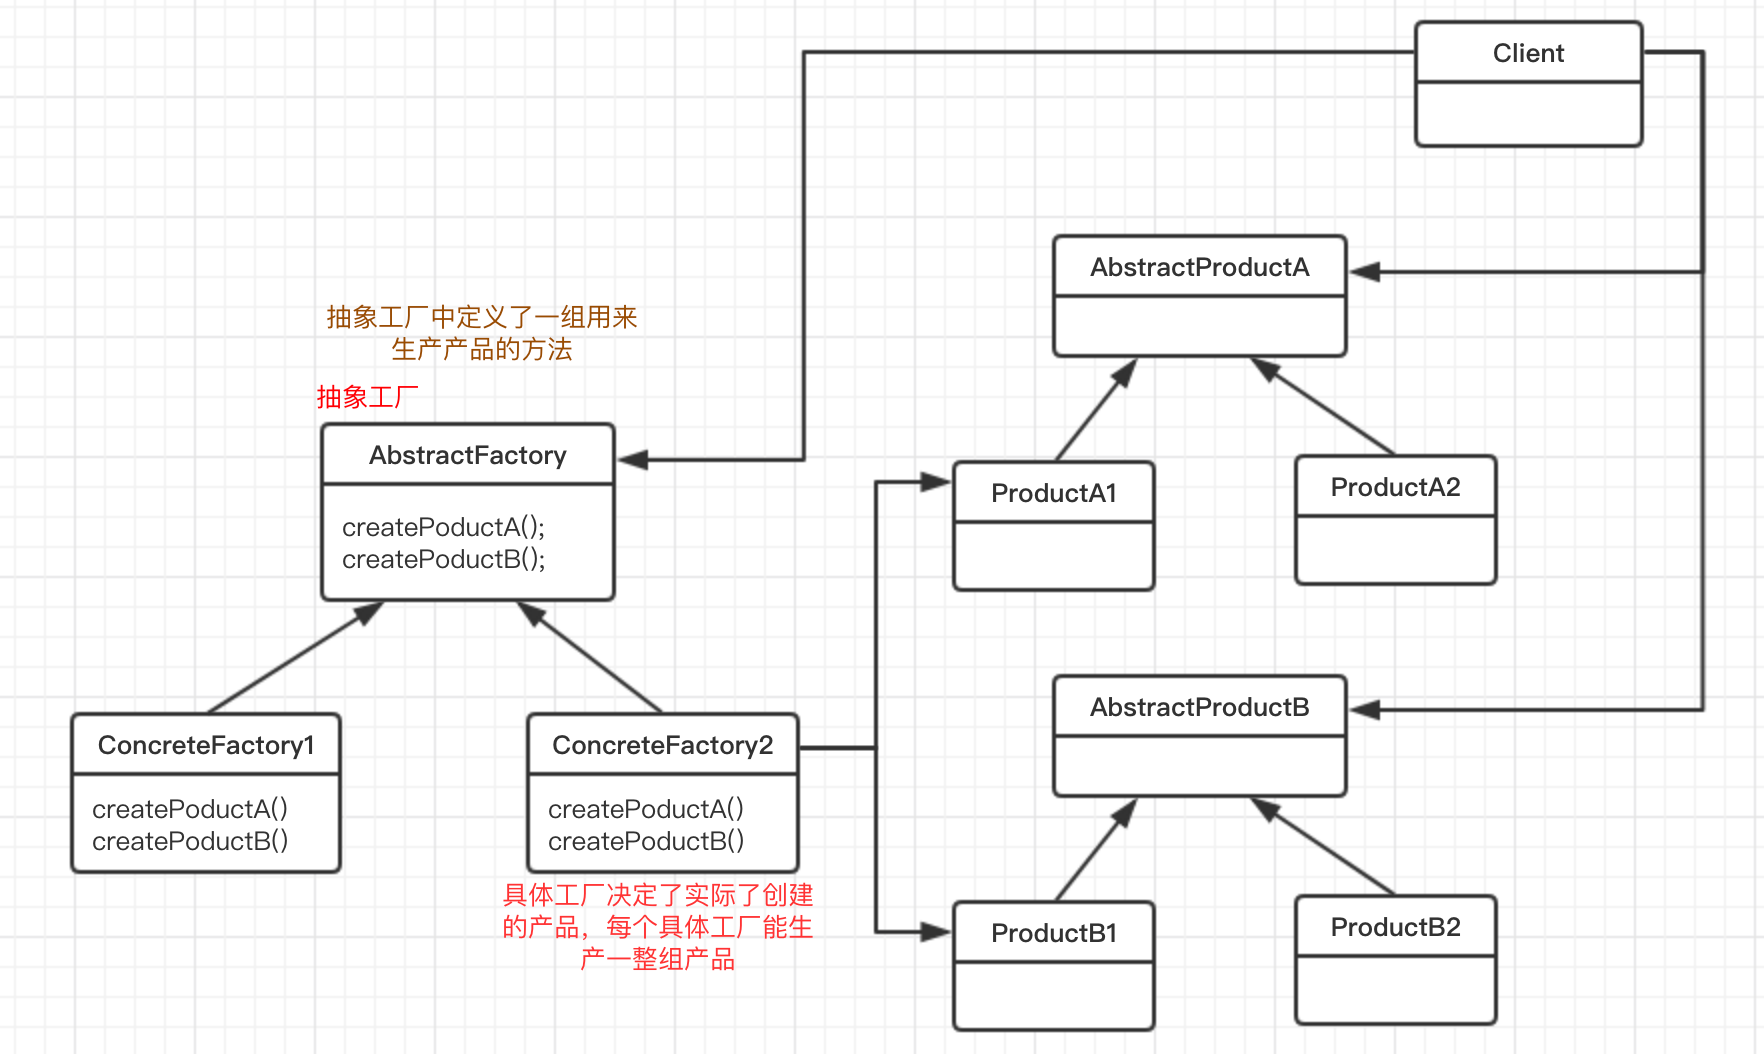 Client
AbstractProductA
抽象工厂中定义了一组用来
生产产品的方法
抽象工厂
AbstractFactory
createPoductA();
createPoductB();
ProductA1
ProductA2
AbstractProductB
ConcreteFactory1
createPoductA()
createPoductB()
ConcreteFactory2
createPoductA()
createPoductB()
具体工厂决定了实际了创建
的产品，每个具体工厂能生
产一整组产品
ProductB1
ProductB2